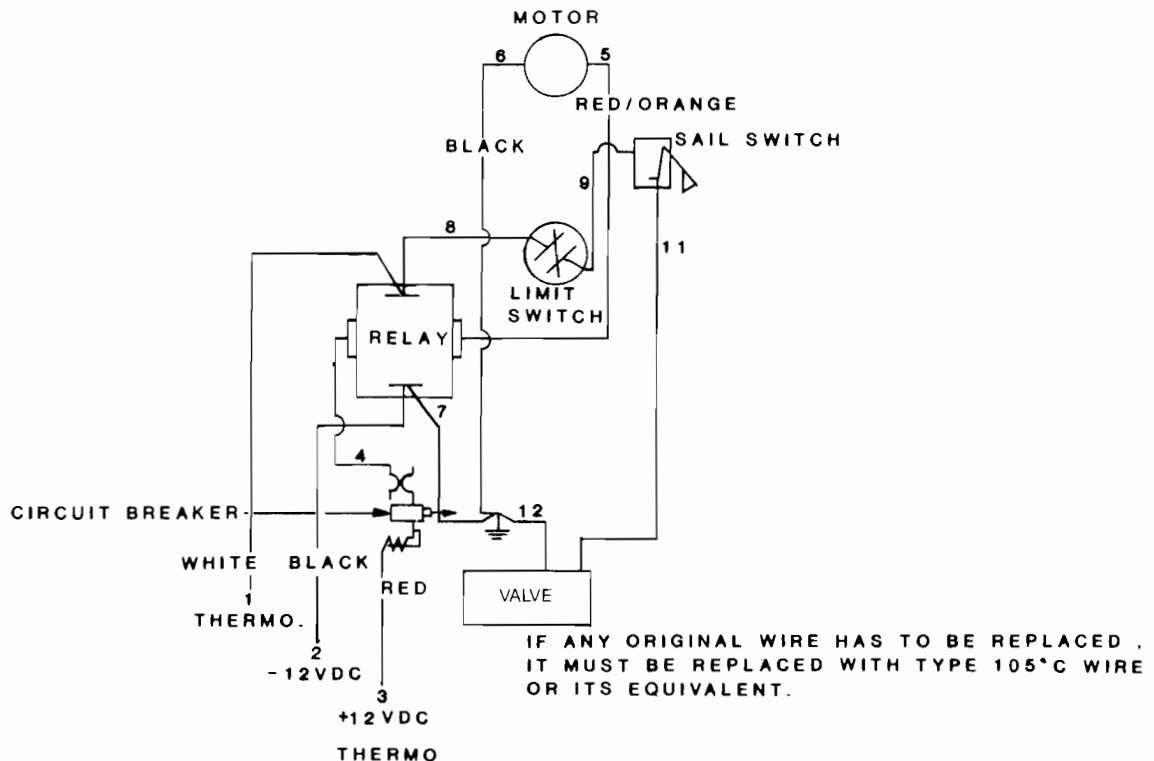 MOTOR
6
5
RED/ORANGE
BLACK
SAIL SWITCH
9
8
11
LIMIT
SWITCH
RELAY
7
4
CIRCUIT BREAKER
12
WHITE
BLACK
RED
VALVE
1
THERMO.
2
-12VDC
3
+12VDC
THERMO
IF ANY ORIGINAL WIRE HAS TO BE REPLACED,
IT MUST BE REPLACED WITH TYPE 105°C WIRE
OR ITS EQUIVALENT.